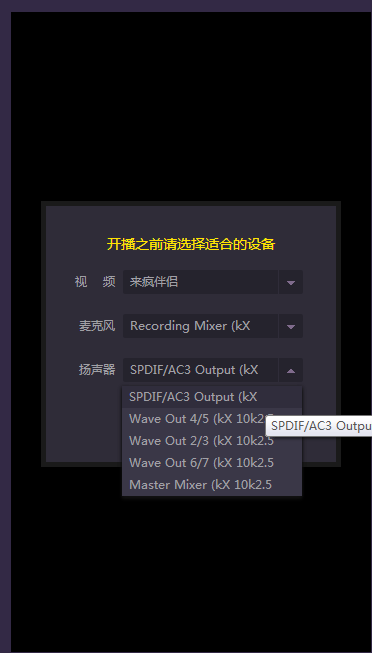 开播之前请选择适合的设备
视 频 来疯伴侣
麦克风 Recording Mixer (kX
扬声器 SPDIF/AC3 Output (kX
SPDIF/AC3 Output (kX
Wave Out 4/5 (kX 10k2.5
SPDIF/AC3 Outpu
Wave Out 2/3 (kX 10k2.5
Wave Out 6/7 (kX 10k2.5
Master Mixer (kX 10k2.5